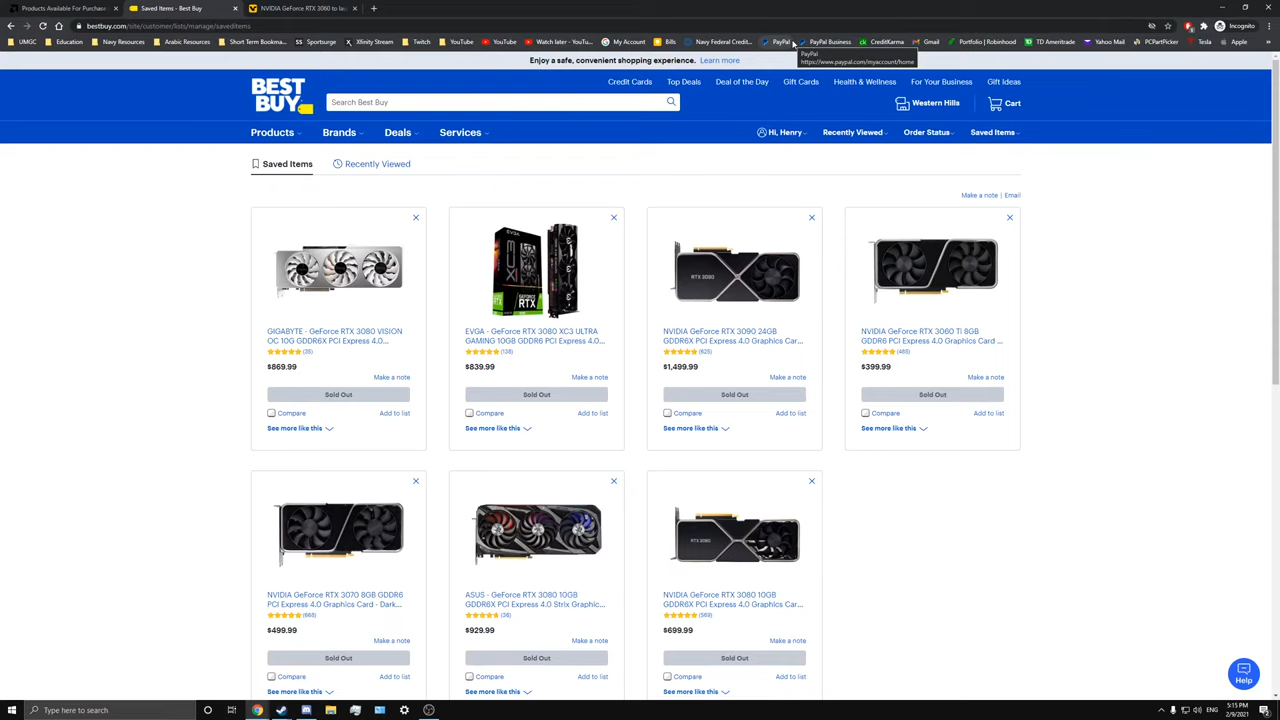 Products Available For Purchase
Saved Items - Best Buy
NVIDIA GeForce RTX 3060 to lau
bestbuy.com/site/customer/lists/manage/saveditems
Incognito
UMGC
Education
Navy Resources
Arabic Resources
Short Term Bookma...
Sportsurge
Xfinity Stream
Twitch
YouTube
YouTube
Watch later - YouTu...
My Account
Bills
Navy Federal Credit...
PayPal
PayPal Business
CreditKarma
Gmail
Portfolio | Robinhood
TD Ameritrade
Yahoo Mail
PCPartPicker
Tesla
Apple
PayPal
https://www.paypal.com/myaccount/home
Enjoy a safe, convenient shopping experience. Learn more
Credit Cards
Top Deals
Deal of the Day
Gift Cards
Health & Wellness
For Your Business
Gift Ideas
BEST BUY
Search Best Buy
Western Hills
Cart
Products
Brands
Deals
Services
Hi, Henry
Recently Viewed
Order Status
Saved Items
Saved Items
Recently Viewed
Make a note | Email
GIGABYTE - GeForce RTX 3080 VISION
OC 10G GDDR6X PCI Express 4.0...
(35)
$869.99
Make a note
Sold Out
Compare
Add to list
See more like this
EVGA - GeForce RTX 3080 XC3 ULTRA
GAMING 10GB GDDR6 PCI Express 4.0...
(138)
$839.99
Make a note
Sold Out
Compare
Add to list
See more like this
RTX 3090
NVIDIA GeForce RTX 3090 24GB
GDDR6X PCI Express 4.0 Graphics Car...
(625)
$1,499.99
Make a note
Sold Out
Compare
Add to list
See more like this
NVIDIA GeForce RTX 3060 Ti 8GB
GDDR6 PCI Express 4.0 Graphics Card ...
(485)
$399.99
Make a note
Sold Out
Compare
Add to list
See more like this
NVIDIA GeForce RTX 3070 8GB GDDR6
PCI Express 4.0 Graphics Card - Dark...
(665)
$499.99
Make a note
Sold Out
Compare
Add to list
See more like this
ASUS - GeForce RTX 3080 10GB
GDDR6X PCI Express 4.0 Strix Graphic...
(36)
$929.99
Make a note
Sold Out
Compare
Add to list
See more like this
RTX 3080
NVIDIA GeForce RTX 3080 10GB
GDDR6X PCI Express 4.0 Graphics Car...
(569)
$699.99
Make a note
Sold Out
Compare
Add to list
See more like this
Help
Type here to search
ENG
5:15 PM
2/9/2021